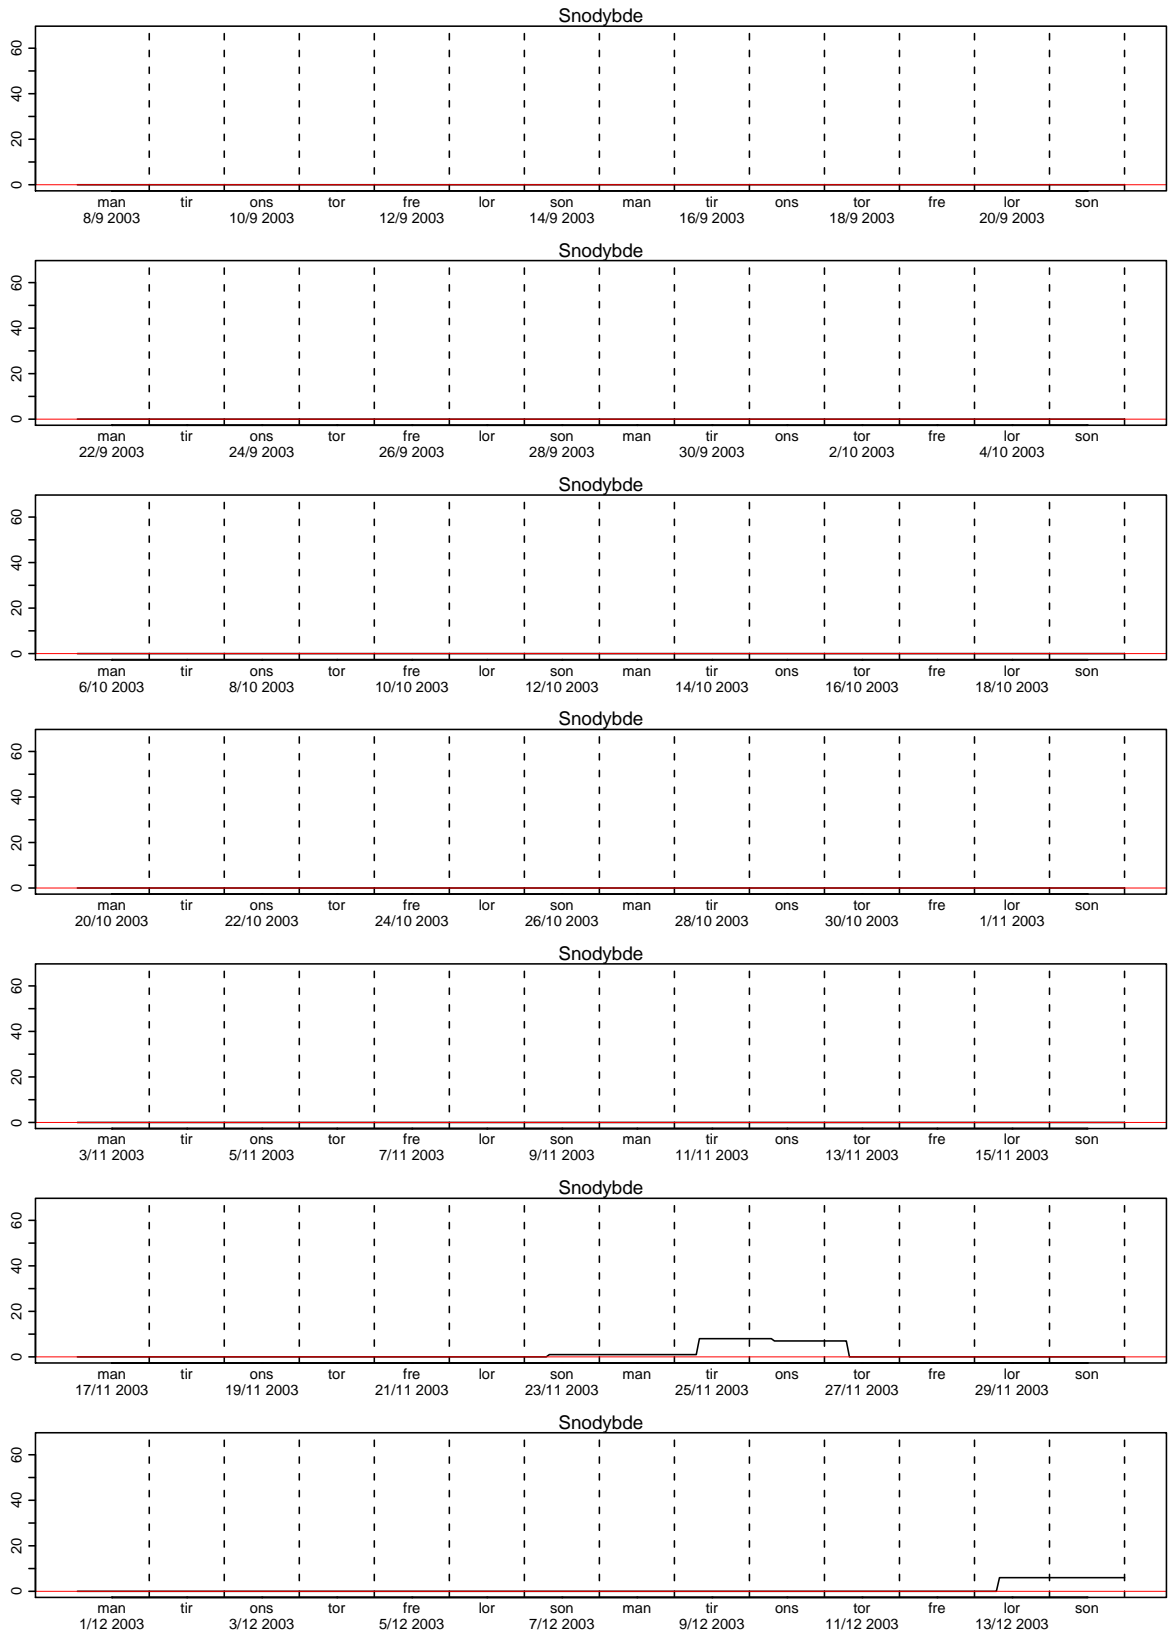 Snodybde
60
40
20
0
man tir ons tor fre lor son man tir ons tor fre lor son
8/9 2003 10/9 2003 12/9 2003 14/9 2003 16/9 2003 18/9 2003 20/9 2003
Snodybde
60
40
20
0
man tir ons tor fre lor son man tir ons tor fre lor son
22/9 2003 24/9 2003 26/9 2003 28/9 2003 30/9 2003 2/10 2003 4/10 2003
Snodybde
60
40
20
0
man tir ons tor fre lor son man tir ons tor fre lor son
6/10 2003 8/10 2003 10/10 2003 12/10 2003 14/10 2003 16/10 2003 18/10 2003
Snodybde
60
40
20
0
man tir ons tor fre lor son man tir ons tor fre lor son
20/10 2003 22/10 2003 24/10 2003 26/10 2003 28/10 2003 30/10 2003 1/11 2003
Snodybde
60
40
20
0
man tir ons tor fre lor son man tir ons tor fre lor son
3/11 2003 5/11 2003 7/11 2003 9/11 2003 11/11 2003 13/11 2003 15/11 2003
Snodybde
60
40
20
0
man tir ons tor fre lor son man tir ons tor fre lor son
17/11 2003 19/11 2003 21/11 2003 23/11 2003 25/11 2003 27/11 2003 29/11 2003
Snodybde
60
40
20
0
man tir ons tor fre lor son man tir ons tor fre lor son
1/12 2003 3/12 2003 5/12 2003 7/12 2003 9/12 2003 11/12 2003 13/12 2003